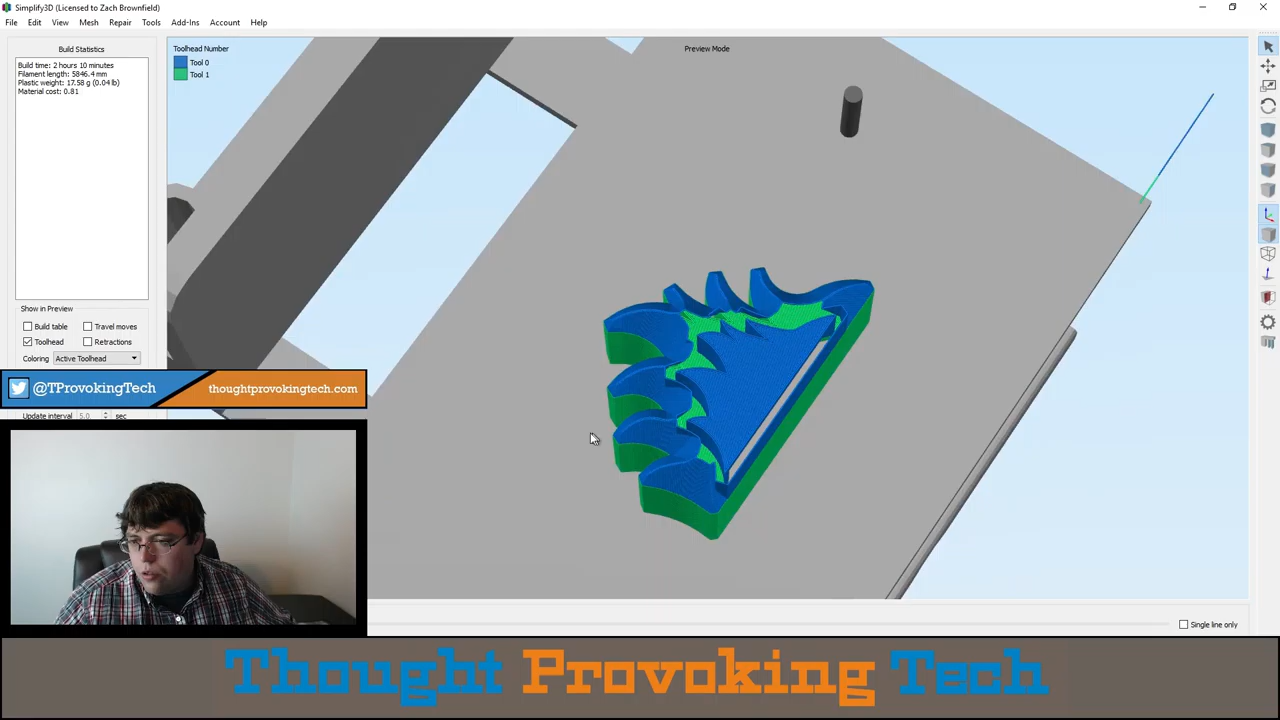 Simplify3D (Licensed to Zach Brownfield)
File Edit View Mesh Repair Tools Add-Ins Account Help
Build Statistics
Build time: 2 hours 10 minutes
Filament length: 5846.4 mm
Plastic weight: 17.58 g (0.04 lb)
Material cost: 0.81
Toolhead Number
Tool 0
Tool 1
Preview Mode
Show in Preview
Build table Travel moves
Toolhead Retractions
Coloring Active Toolhead
@TProvokingTech thoughtprovokingtech.com
Update interval 5.0 sec
Single line only
Thought Provoking Tech